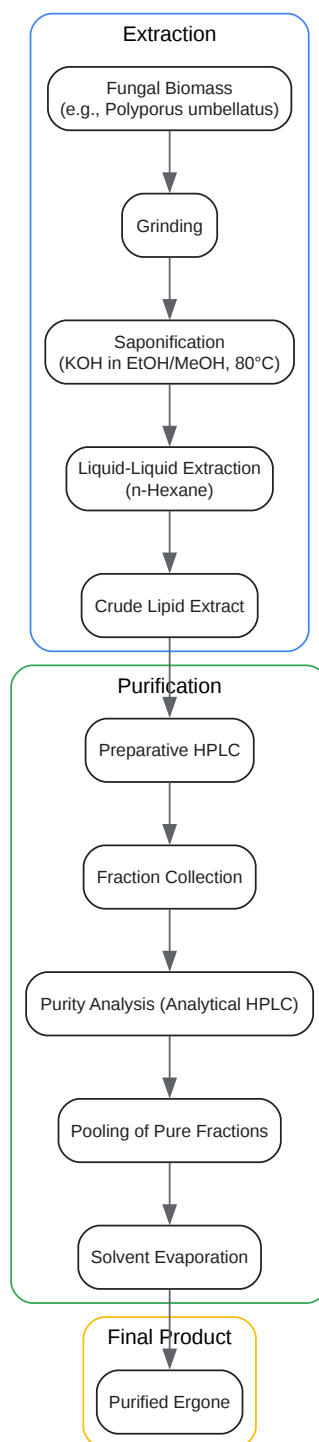 Extraction
Fungal Biomass
(e.g., Polyporus umbellatus)
Grinding
Saponification
(KOH in EtOH/MeOH, 80°C)
Liquid-Liquid Extraction
(n-Hexane)
Crude Lipid Extract
Purification
Preparative HPLC
Fraction Collection
Purity Analysis (Analytical HPLC)
Pooling of Pure Fractions
Solvent Evaporation
Final Product
Purified Ergone